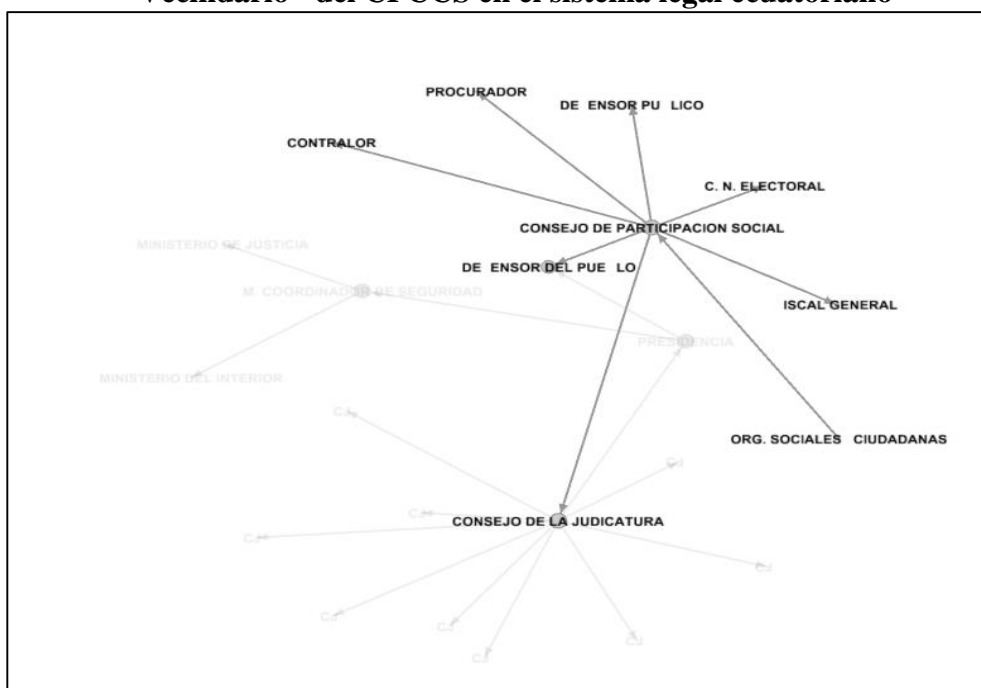 Vecindario" del CPCCS en el sistema legal ecuatoriano
PROCURADOR
DE ENSOR PU LICO
CONTRALOR
C. N. ELECTORAL
CONSEJO DE PARTICIPACION SOCIAL
MINISTERIO DE JUSTICIA
DE ENSOR DEL PUE LO
M. COORDINADOR DE SEGURIDAD
ISCAL GENERAL
PRESIDENCIA
MINISTERIO DEL INTERIOR
ORG. SOCIALES CIUDADANAS
CONSEJO DE LA JUDICATURA